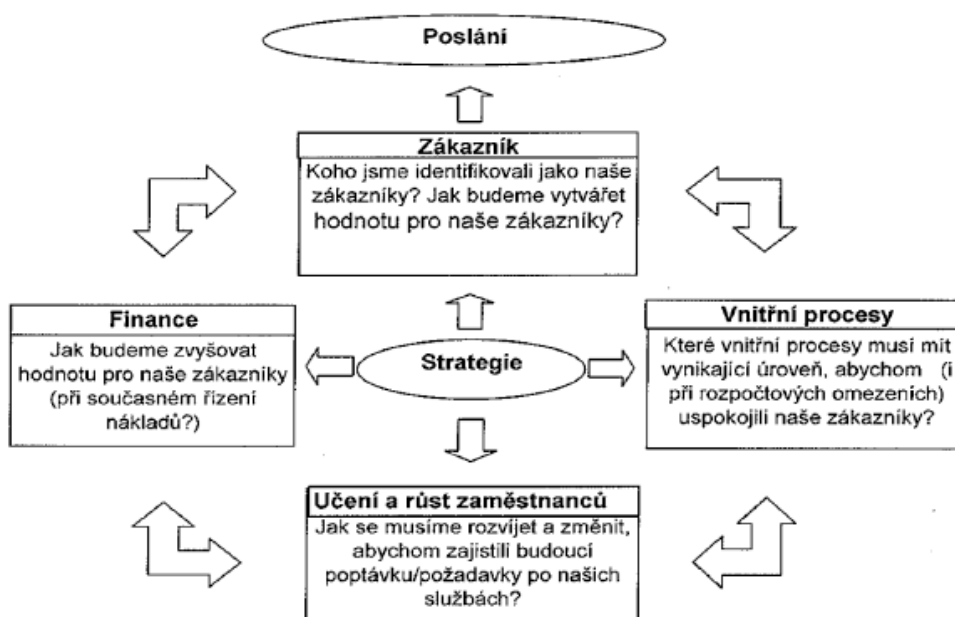 Poslání
Zákazník
Koho jsme identifikovali jako naše
zákazníky? Jak budeme vytvářet
hodnotu pro naše zákazníky?
Finance
Jak budeme zvyšovat
hodnotu pro naše zákazníky
(při současném řízení
nákladů?)
Strategie
Vnitřní procesy
Které vnitřní procesy musí mít
vynikající úroveň, abychom (i
při rozpočtových omezeních)
uspokojili naše zákazníky?
Učení a růst zaměstnanců
Jak se musíme rozvíjet a změnit,
abychom zajistili budoucí
poptávku/požadavky po našich
službách?